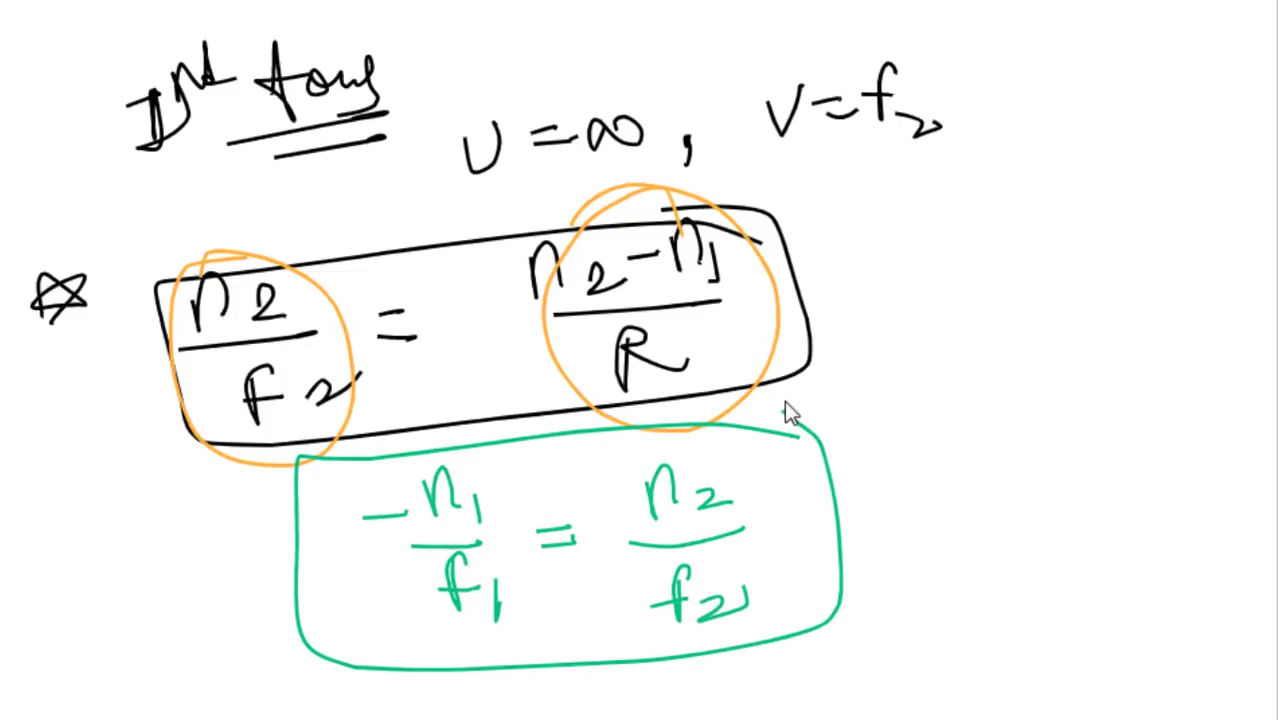 IInd focus
U = ∞ , V = f₂
☆ n₂/f₂ = (n₂ - n₁)/R
-n₁/f₁ = n₂/f₂